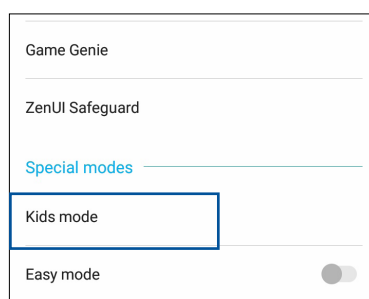 Game Genie
ZenUI Safeguard
Special modes
Kids mode
Easy mode